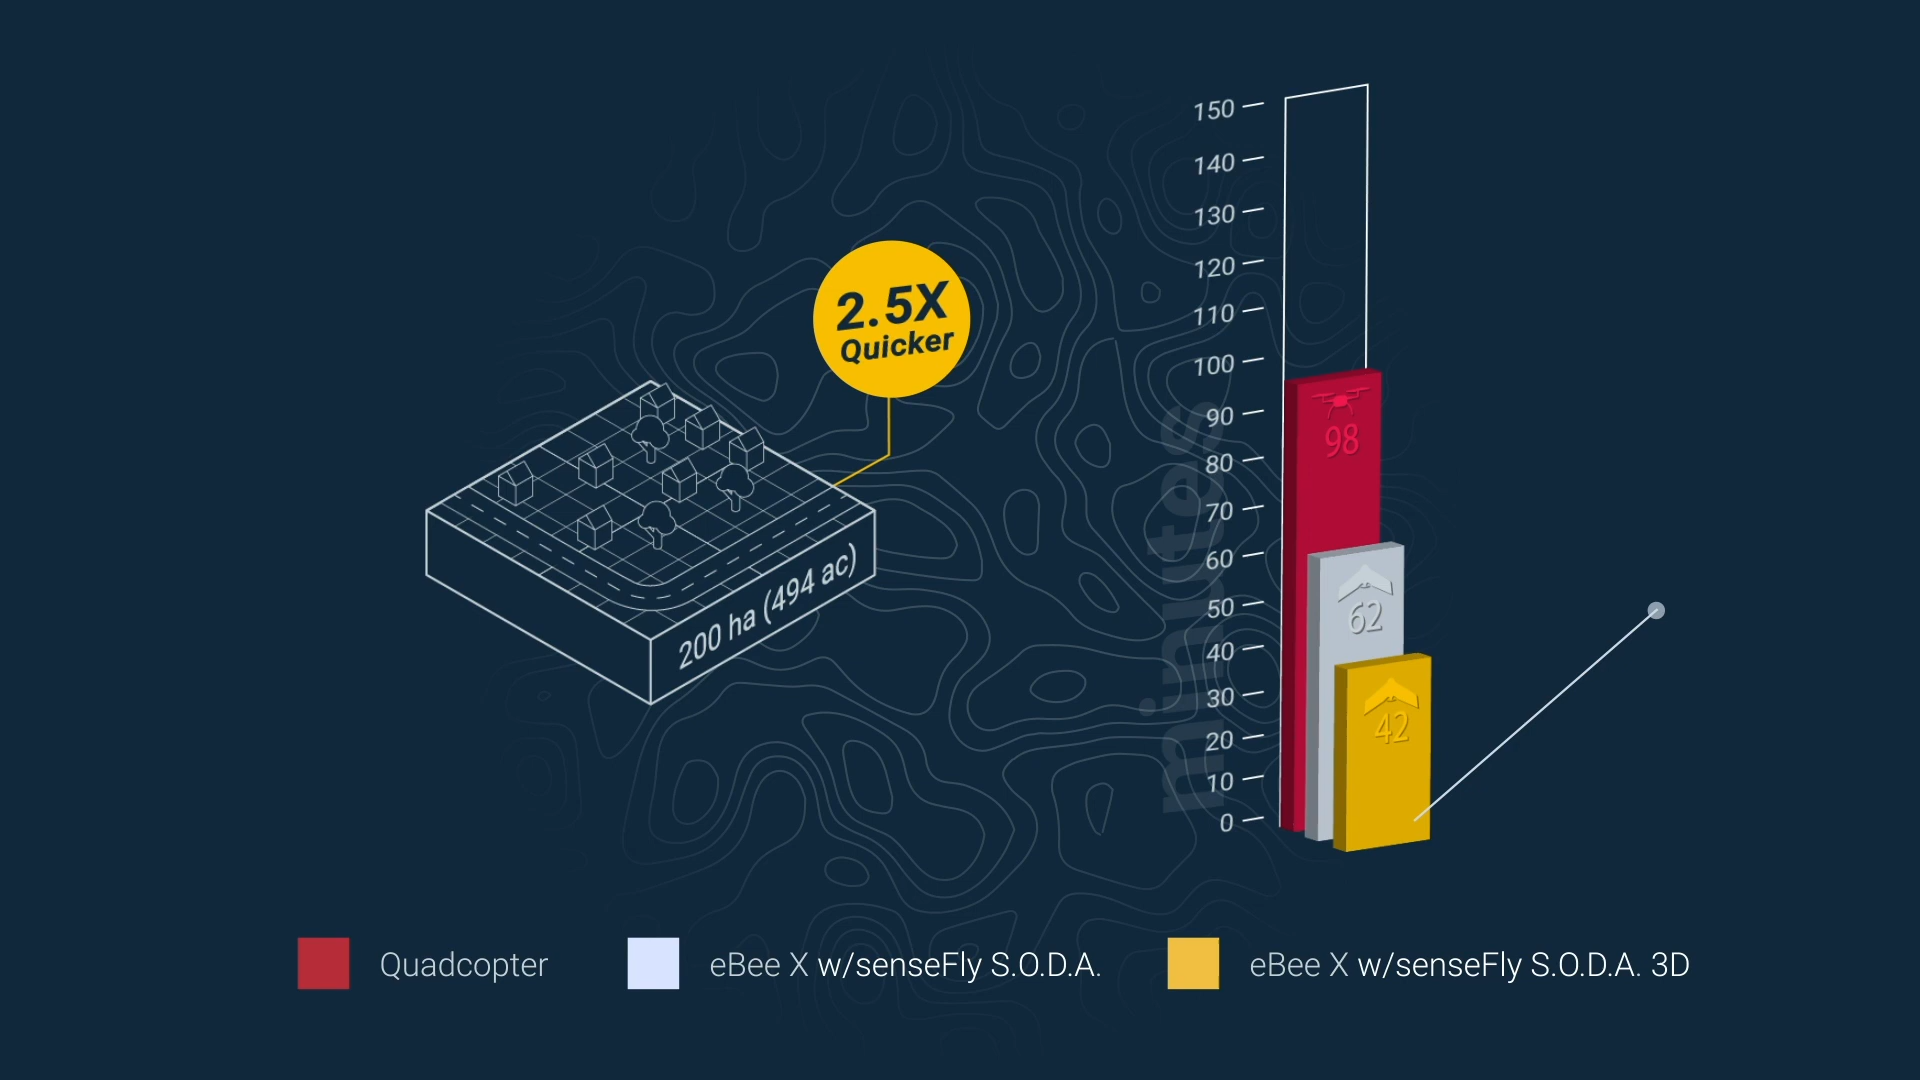 2.5X
Quicker
200 ha (494 ac)
minutes
150
140
130
120
110
100
90
80
70
60
50
40
30
20
10
0
98
62
42
Quadcopter
eBee X w/senseFly S.O.D.A.
eBee X w/senseFly S.O.D.A. 3D